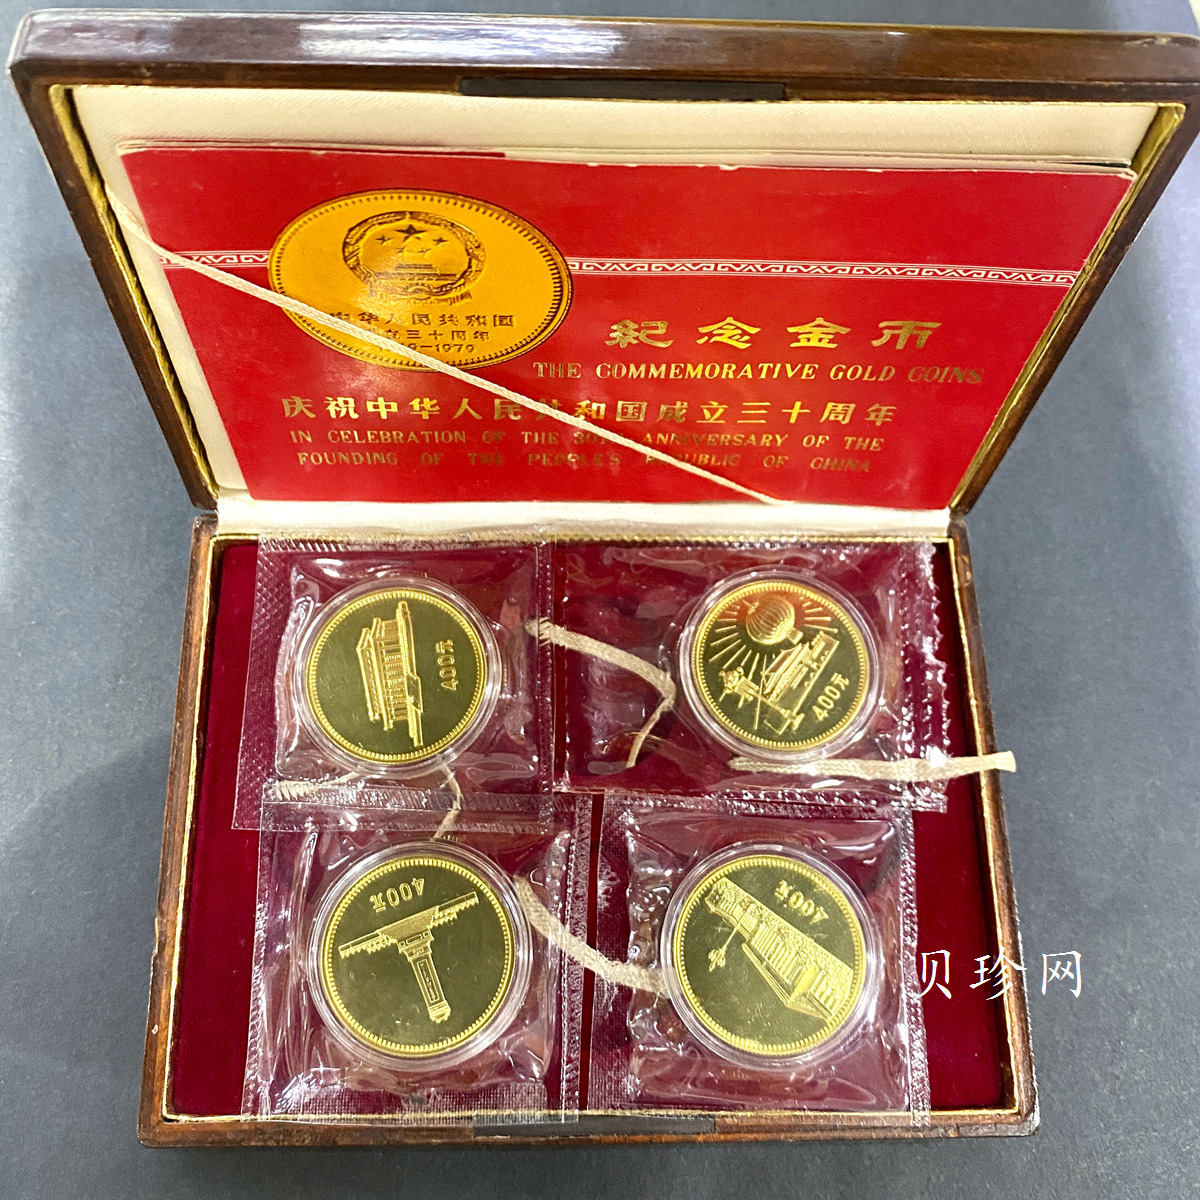 中华人民共和国
立三十周年
9-1979
紀念金币
THE COMMEMORATIVE GOLD COINS
庆祝中华人民共和国成立三十周年
IN CELEBRATION OF THE 30TH ANNIVERSARY OF THE
FOUNDING OF THE PEOPLE'S REPUBLIC OF CHINA
400元
400元
400元
400元
贝珍网